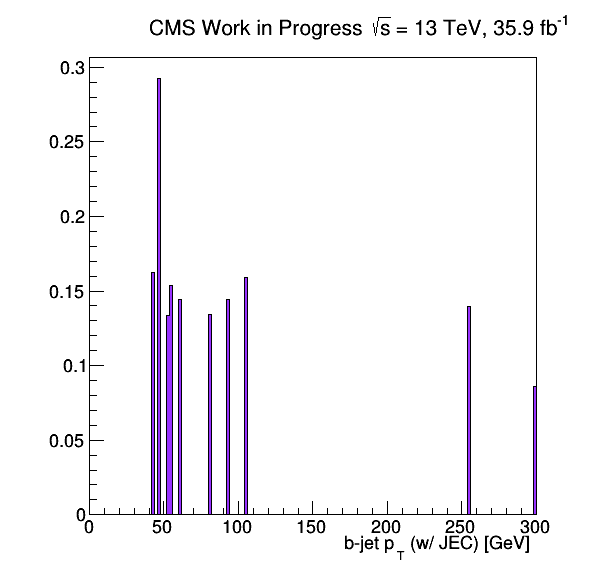 CMS Work in Progress √s = 13 TeV, 35.9 fb⁻¹
0.3
0.25
0.2
0.15
0.1
0.05
0
0 50 100 150 200 250 300
b-jet p_T (w/ JEC) [GeV]